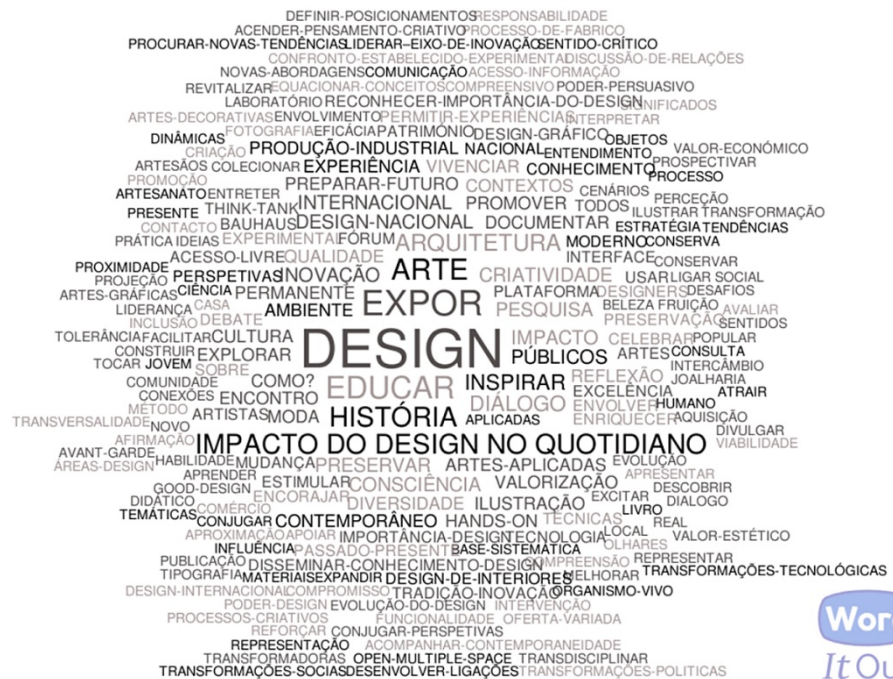 DEFINIR-POSICIONAMENTOS RESPONSABILIDADE
ACENDER-PENSAMENTO-CRIATIVO PROCESSO-DE-FABRICO
PROCURAR-NOVAS-TENDÊNCIAS LIDERAR–EIXO-DE-INOVAÇÃO SENTIDO-CRÍTICO
CONFRONTO-ESTABELECIDO-EXPERIMENTAL DISCUSSÃO-DE-RELAÇÕES
NOVAS-ABORDAGENS COMUNICAÇÃO ACESSO-INFORMAÇÃO
REVITALIZAR EQUACIONAR-CONCEITOS COMPREENSIVO PODER-PERSUASIVO
LABORATÓRIO RECONHECER-IMPORTÂNCIA-DO-DESIGN SIGNIFICADOS
ARTES-DECORATIVAS ENVOLVIMENTO PERMITIR-EXPERIÊNCIAS INTERPRETAR
FOTOGRAFIA EFICÁCIA PATRIMÓNIO DESIGN-GRÁFICO OBJETOS
DINÂMICAS CRIAÇÃO PRODUÇÃO-INDUSTRIAL NACIONAL ENTENDIMENTO VALOR-ECONÓMICO
ARTESÃOS COLECIONAR EXPERIÊNCIA VIVENCIAR CONHECIMENTO PROSPECTIVAR
PROMOÇÃO PREPARAR-FUTURO CONTEXTOS CENÁRIOS PROCESSO
ARTESANATO ENTRETER INTERNACIONAL PROMOVER TODOS PERCEÇÃO
PRESENTE THINK-TANK ILUSTRAR TRANSFORMAÇÃO
CONTACTO BAUHAUS DESIGN-NACIONAL DOCUMENTAR ESTRATÉGIA TENDÊNCIAS
PRÁTICA IDEIAS EXPERIMENTAL FÓRUM ARQUITETURA MODERNO CONSERVA
ACESSO-LIVRE QUALIDADE INTERFACE CONSERVAR
PROXIMIDADE PERSPETIVAS INOVAÇÃO ARTE CRIATIVIDADE USAR LIGAR SOCIAL
PROJEÇÃO CIÊNCIA PERMANENTE PLATAFORMA DESIGNERS DESAFIOS
ARTES-GRÁFICAS CASA AMBIENTE EXPOR PESQUISA BELEZA FRUIÇÃO AVALIAR
LIDERANÇA DEBATE PRESERVAÇÃO SENTIDOS
INCLUSÃO
TOLERÂNCIA FACILITAR CULTURA DESIGN IMPACTO CELEBRAR POPULAR
CONSTRUIR EXPLORAR PÚBLICOS ARTES CONSULTA
TOCAR JOVEM SOBRE INTERCÂMBIO
COMUNIDADE COMO? EDUCAR INSPIRAR REFLEXÃO JOALHARIA
CONEXÕES ENCONTRO DIÁLOGO EXCELÊNCIA ATRAIR
MÉTODO ARTISTAS MODA HISTÓRIA APLICADAS ENVOLVER HUMANO
TRANSVERSALIDADE NOVO ENRIQUECER AQUISIÇÃO
AFIRMAÇÃO IMPACTO DO DESIGN NO QUOTIDIANO DIVULGAR
AVANT-GARDE VIABILIDADE
ÁREAS-DESIGN HABILIDADE MUDANÇA PRESERVAR ARTES-APLICADAS EVOLUÇÃO
APRENDER ESTIMULAR CONSCIÊNCIA VALORIZAÇÃO APRESENTAR
GOOD-DESIGN ENCORAJAR EXCITAR DESCOBRIR
DIDÁTICO COMÉRCIO DIVERSIDADE ILUSTRAÇÃO LIVRO DIALOGO
TEMÁTICAS CONJUGAR CONTEMPORÂNEO HANDS-ON TÉCNICAS REAL
APROXIMAÇÃO APOIAR IMPORTÂNCIA-DESIGN TECNOLOGIA LOCAL VALOR-ESTÉTICO
INFLUÊNCIA PASSADO-PRESENTE BASE-SISTEMÁTICA OLHARES
PUBLICAÇÃO DISSEMINAR-CONHECIMENTO-DESIGN COMPREENSÃO REPRESENTAR
TIPOGRAFIA MATERIAIS EXPANDIR DESIGN-DE-INTERIORES MELHORAR TRANSFORMAÇÕES-TECNOLÓGICAS
DESIGN-INTERNACIONAL COMPROMISSO TRADIÇÃO-INOVAÇÃO ORGANISMO-VIVO
PODER-DESIGN EVOLUÇÃO-DO-DESIGN INTERVENÇÃO
PROCESSOS-CRIATIVOS FUNCIONALIDADE OFERTA-VARIADA
REFORÇAR CONJUGAR-PERSPETIVAS
REPRESENTAÇÃO ACOMPANHAR-CONTEMPORANEIDADE
TRANSFORMADORAS OPEN-MULTIPLE-SPACE TRANSDISCIPLINAR
TRANSFORMAÇÕES-SOCIAS DESENVOLVER-LIGAÇÕES TRANSFORMAÇÕES-POLITICAS
It